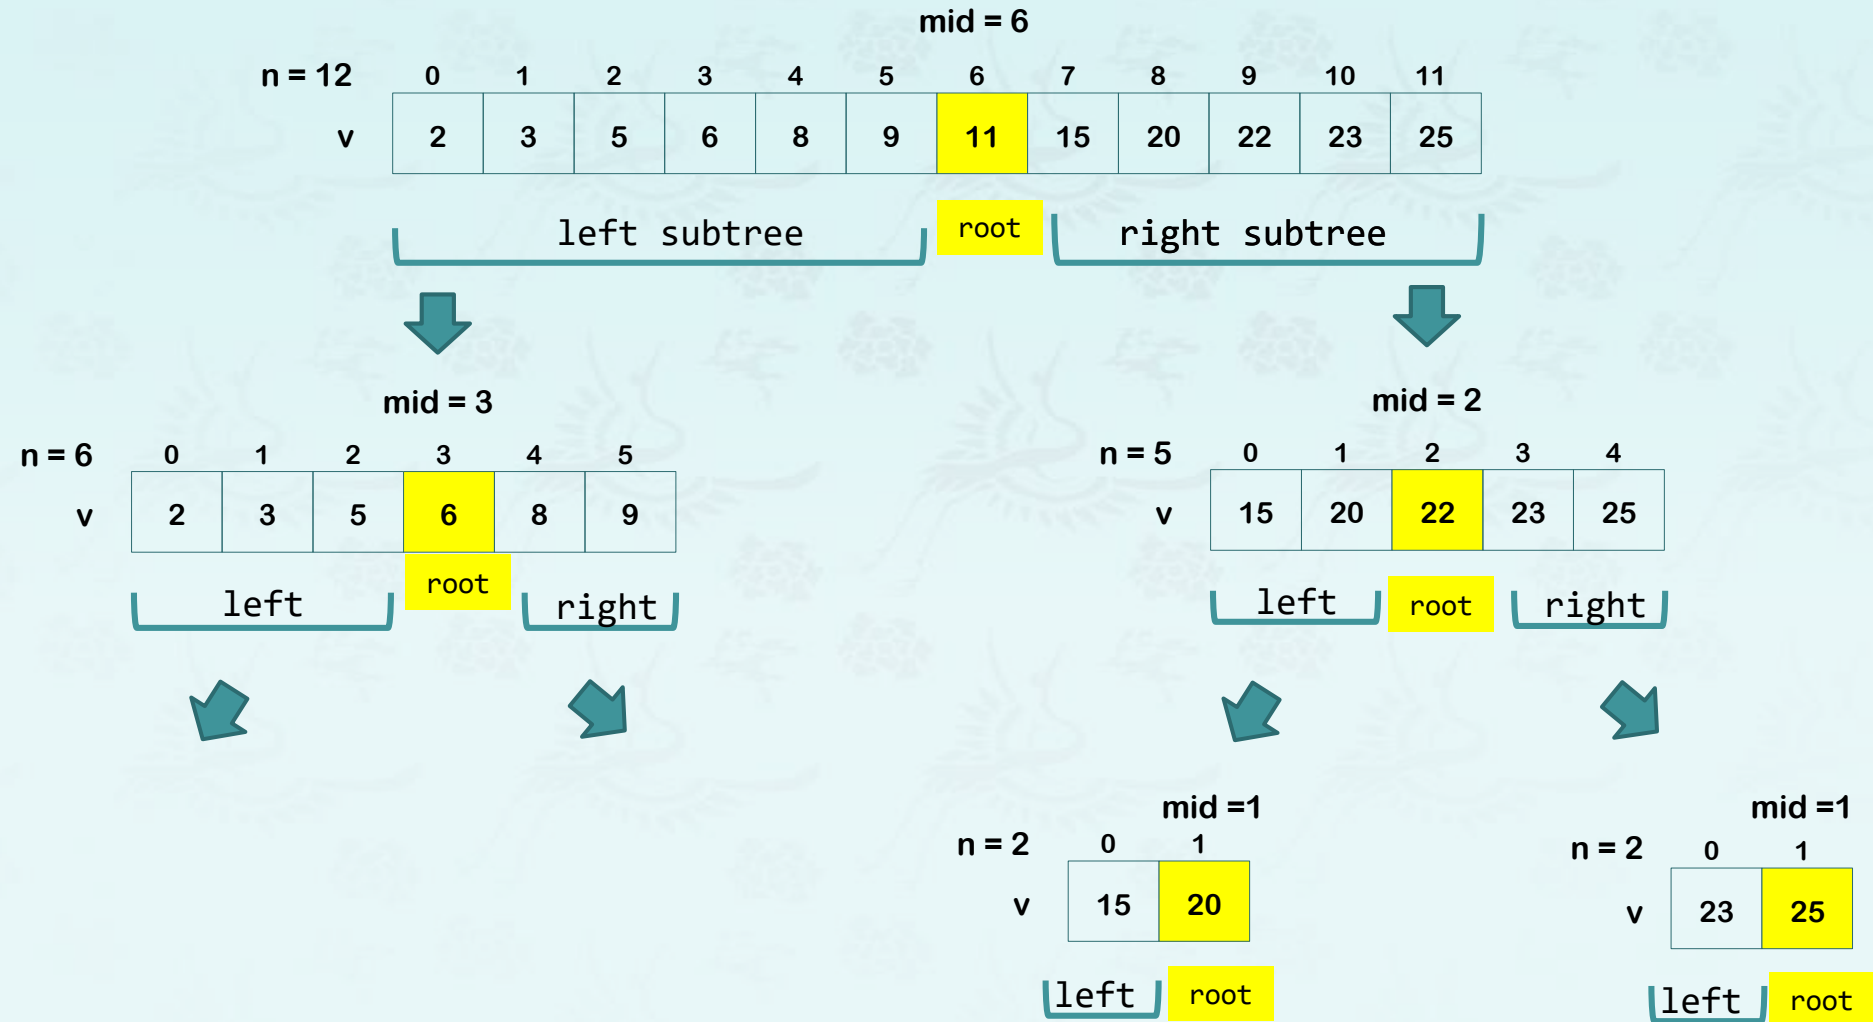 mid = 6
n = 12 0 1 2 3 4 5 6 7 8 9 10 11
v 2 3 5 6 8 9 11 15 20 22 23 25
left subtree root right subtree
mid = 3
n = 6 0 1 2 3 4 5
v 2 3 5 6 8 9
left root right
mid = 2
n = 5 0 1 2 3 4
v 15 20 22 23 25
left root right
mid =1
n = 2 0 1
v 15 20
left root
mid =1
n = 2 0 1
v 23 25
left root